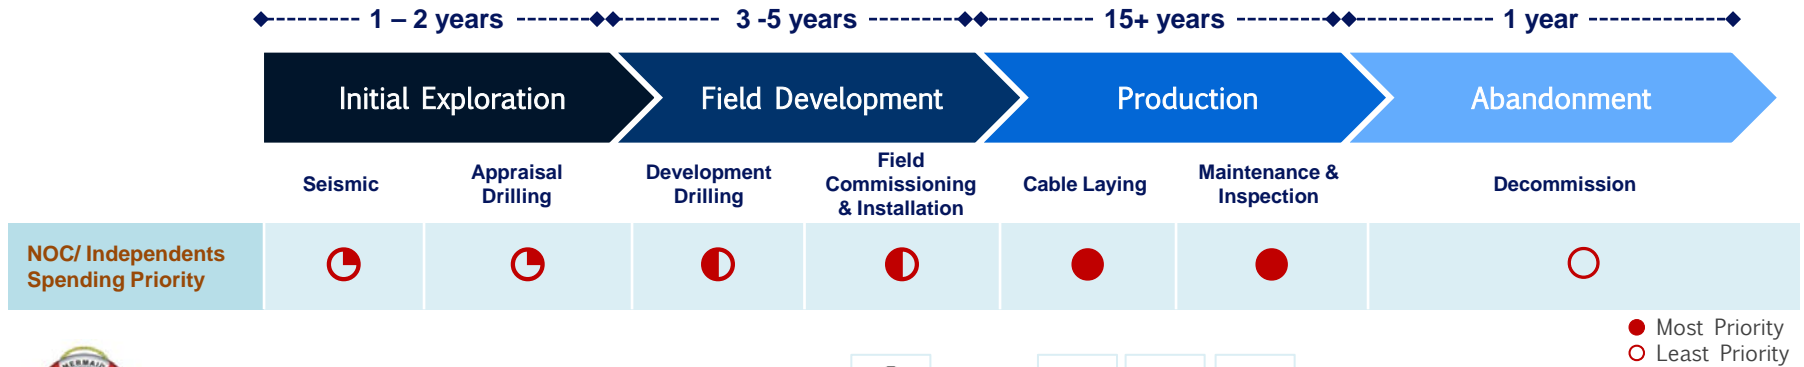 1 – 2 years
3 -5 years
15+ years
1 year
Initial Exploration
Field Development
Production
Abandonment
Seismic
Appraisal
Drilling
Development
Drilling
Field
Commissioning
& Installation
Cable Laying
Maintenance &
Inspection
Decommission
NOC/ Independents
Spending Priority
Most Priority
Least Priority
MERMAID